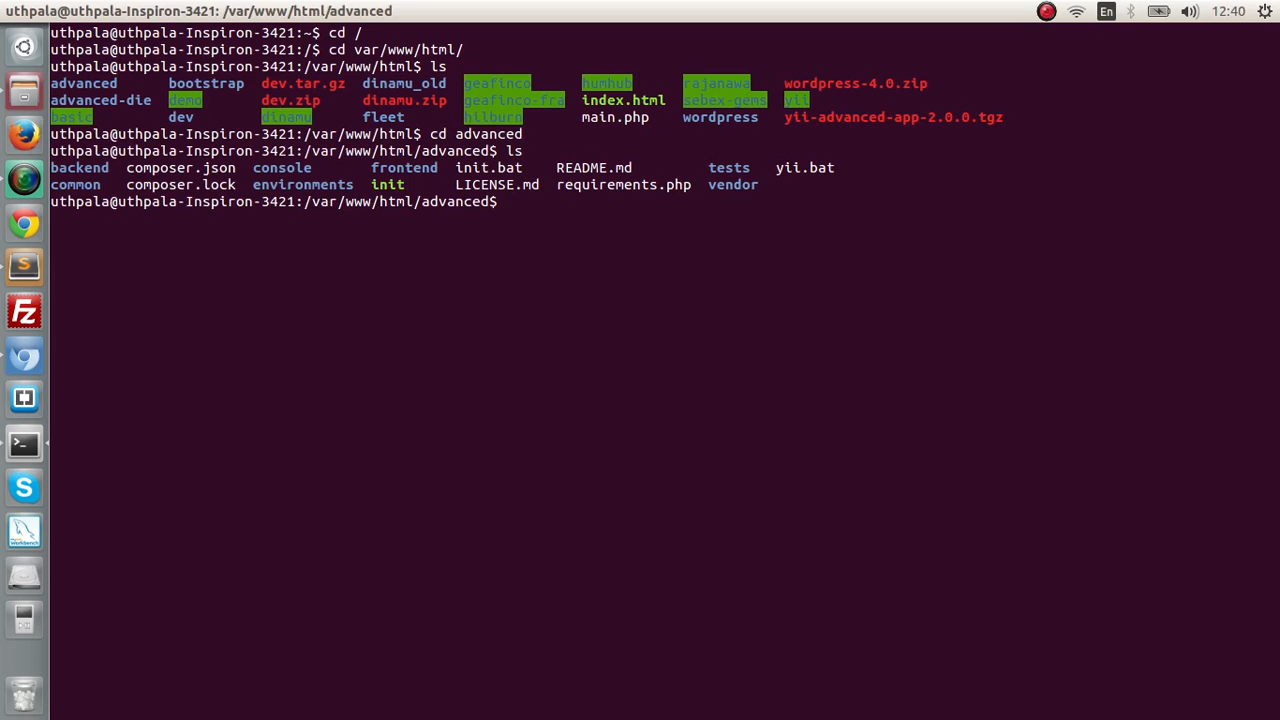 uthpala@uthpala-Inspiron-3421: /var/www/html/advanced En 12:40
uthpala@uthpala-Inspiron-3421:~$ cd /
uthpala@uthpala-Inspiron-3421:/$ cd var/www/html/
uthpala@uthpala-Inspiron-3421:/var/www/html$ ls
advanced bootstrap dev.tar.gz dinamu_old geafinco humhub rajanawa wordpress-4.0.zip
advanced-die demo dev.zip dinamu.zip geafinco-fra index.html sebex-gems yii
basic dev dinamu fleet hilburn main.php wordpress yii-advanced-app-2.0.0.tgz
uthpala@uthpala-Inspiron-3421:/var/www/html$ cd advanced
uthpala@uthpala-Inspiron-3421:/var/www/html/advanced$ ls
backend composer.json console frontend init.bat README.md tests yii.bat
common composer.lock environments init LICENSE.md requirements.php vendor
uthpala@uthpala-Inspiron-3421:/var/www/html/advanced$